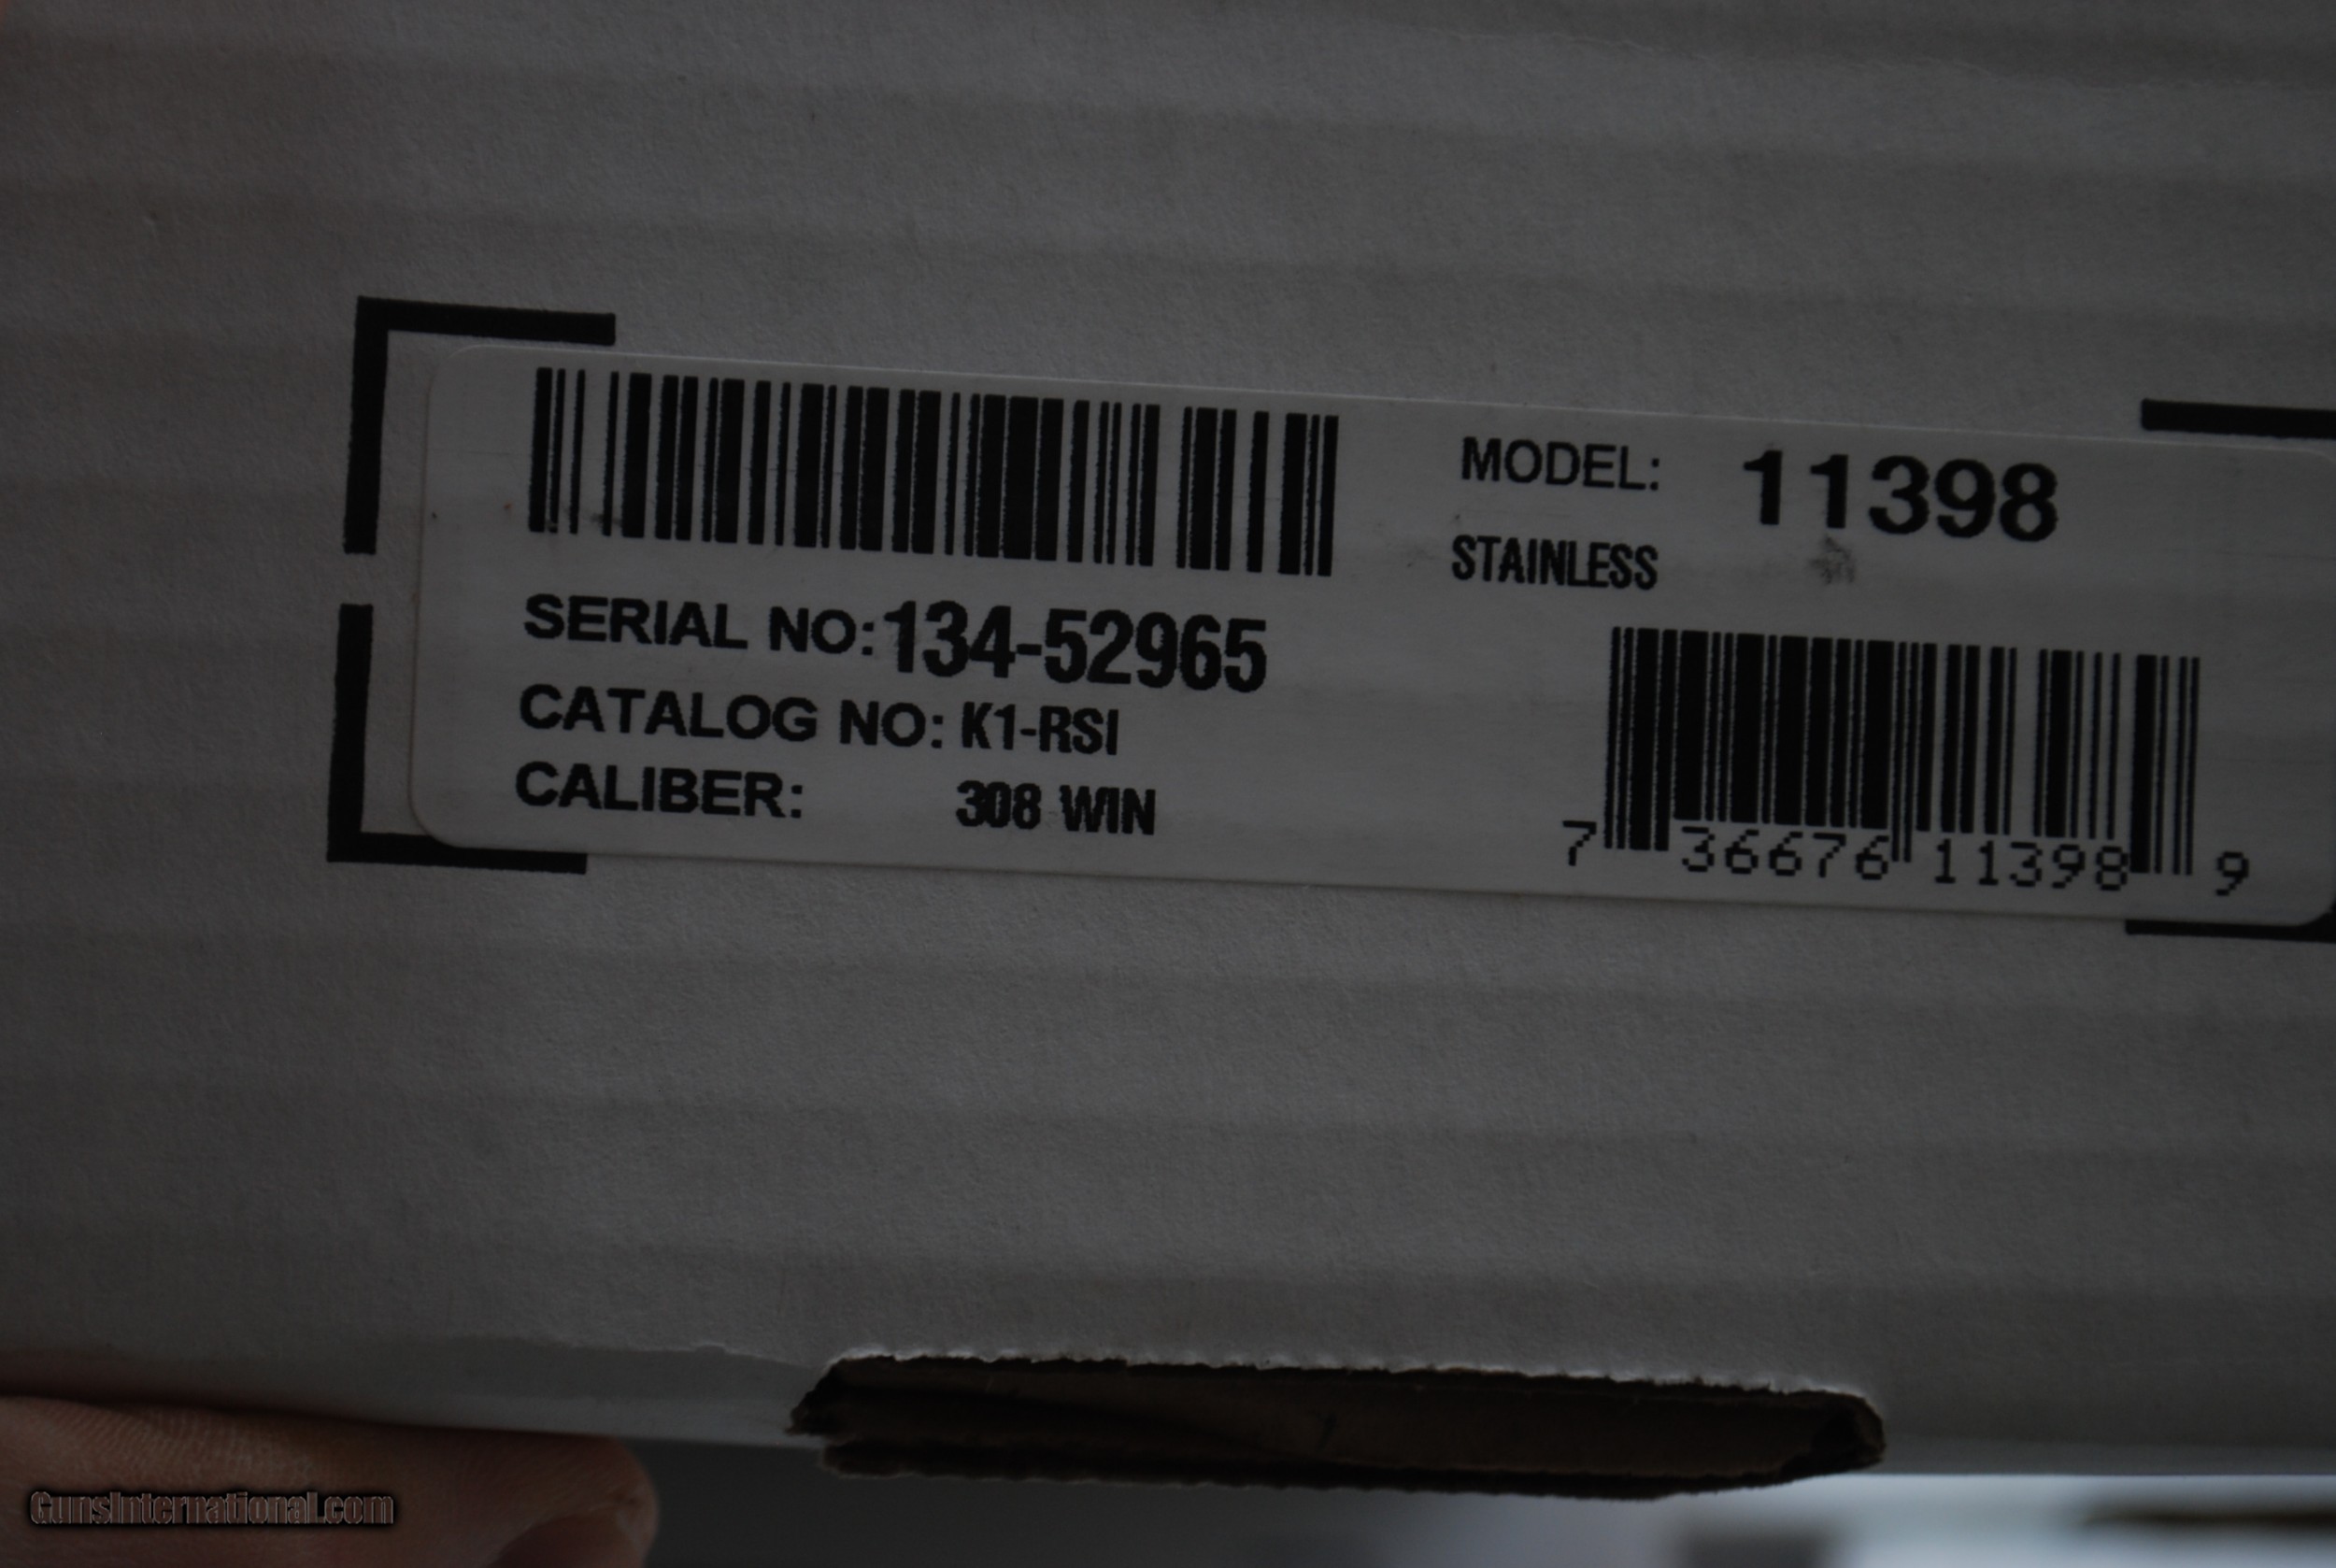 MODEL: 11398
STAINLESS
SERIAL NO: 134-52965
CATALOG NO: K1-RSI
CALIBER: 308 WIN
7 36676 11398 9
GunsInternational.com